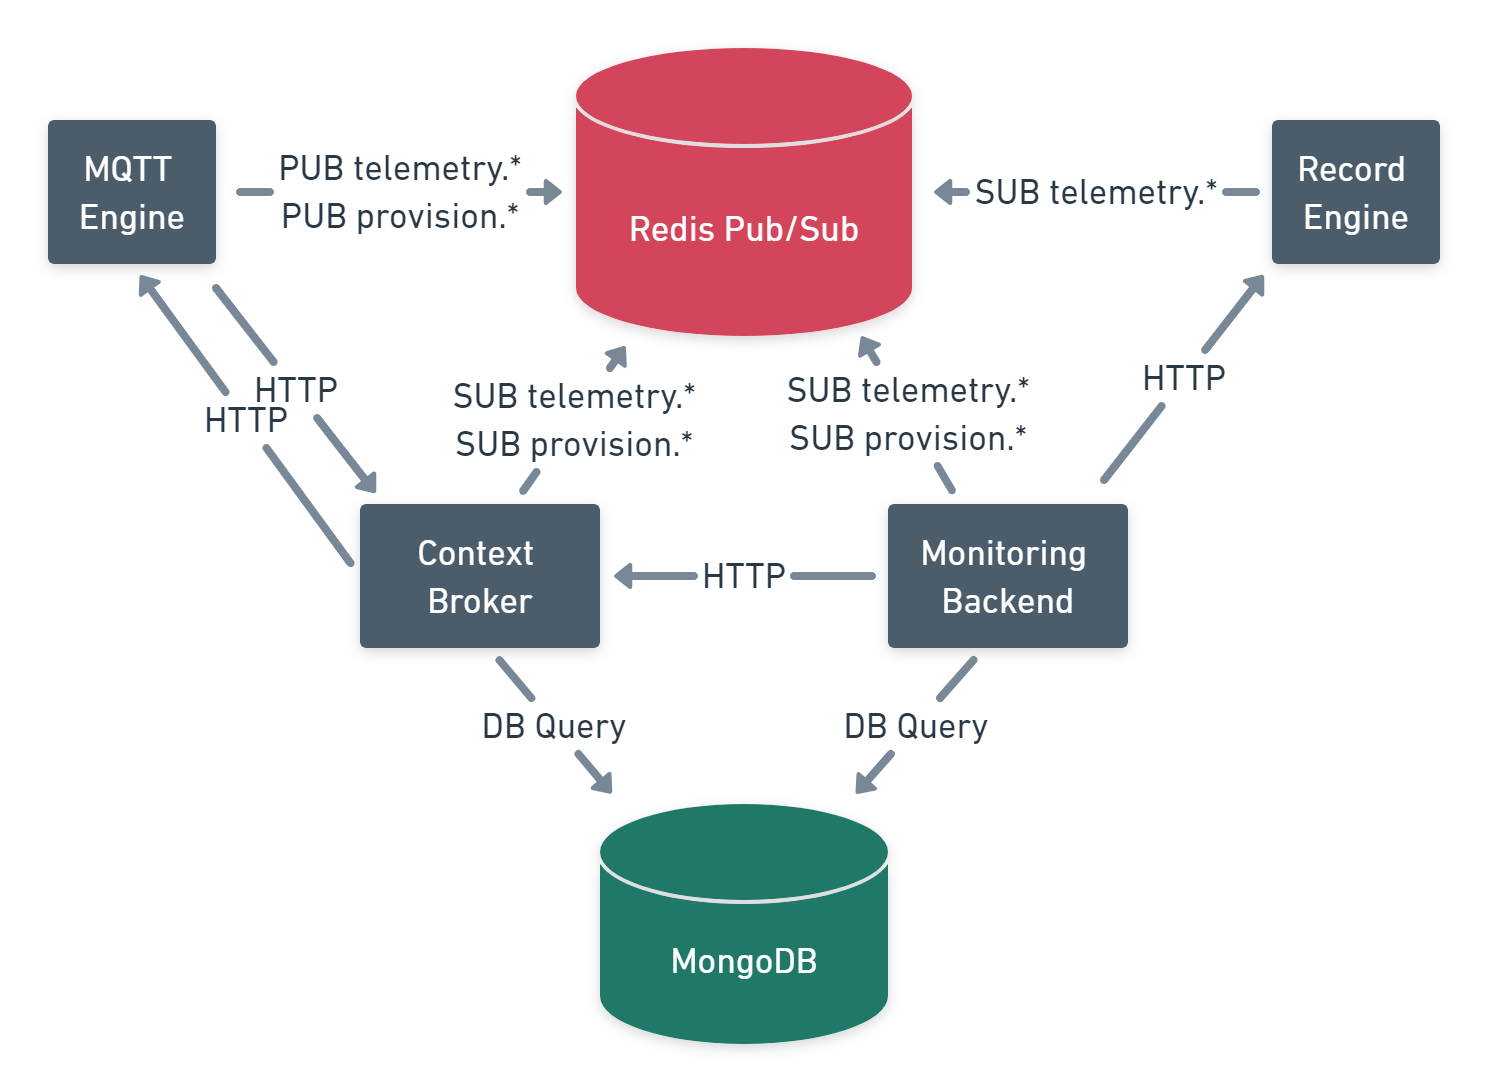 MQTT
Engine
PUB telemetry.*
PUB provision.*
Redis Pub/Sub
SUB telemetry.*
Record
Engine
HTTP
HTTP
SUB telemetry.*
SUB provision.*
SUB telemetry.*
SUB provision.*
HTTP
Context
Broker
HTTP
Monitoring
Backend
DB Query
DB Query
MongoDB